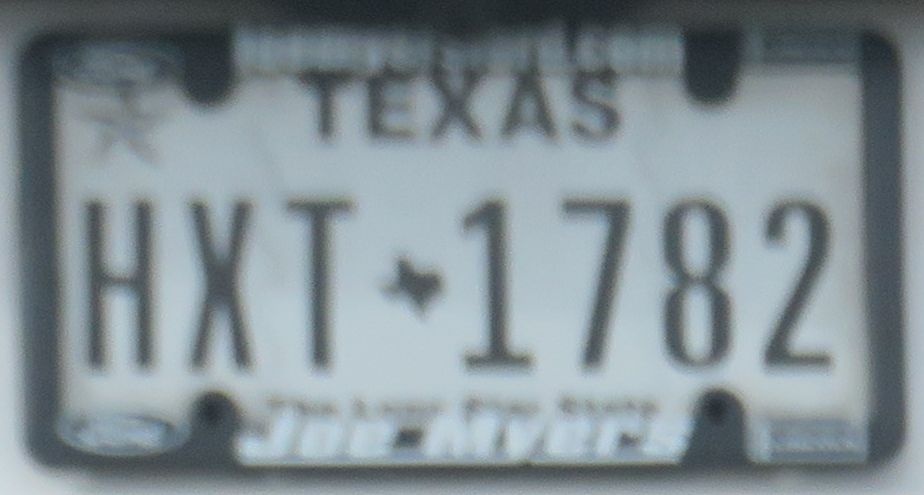 TEXAS
HXT 1782
The Lone Star State
Joe Myers